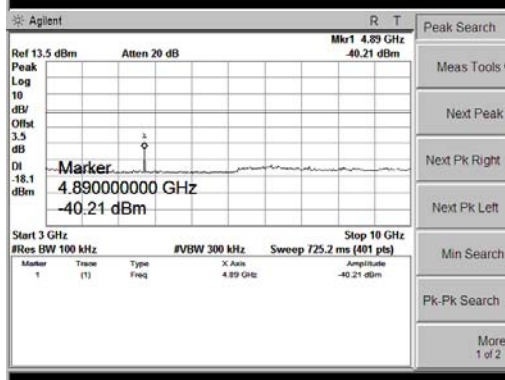 Agilent R T
Peak Search
Mkr1 4.89 GHz
Ref 13.5 dBm Atten 20 dB -40.21 dBm
Peak
Log
10
dB/
Offst
3.5
dB
DI
-18.1
dBm
1
Marker
4.890000000 GHz
-40.21 dBm
Start 3 GHz Stop 10 GHz
#Res BW 100 kHz #VBW 300 kHz Sweep 725.2 ms (401 pts)
Marker Trace Type X Axis Amplitude
1 (1) Freq 4.89 GHz -40.21 dBm
Meas Tools
Next Peak
Next Pk Right
Next Pk Left
Min Search
Pk-Pk Search
More
1 of 2